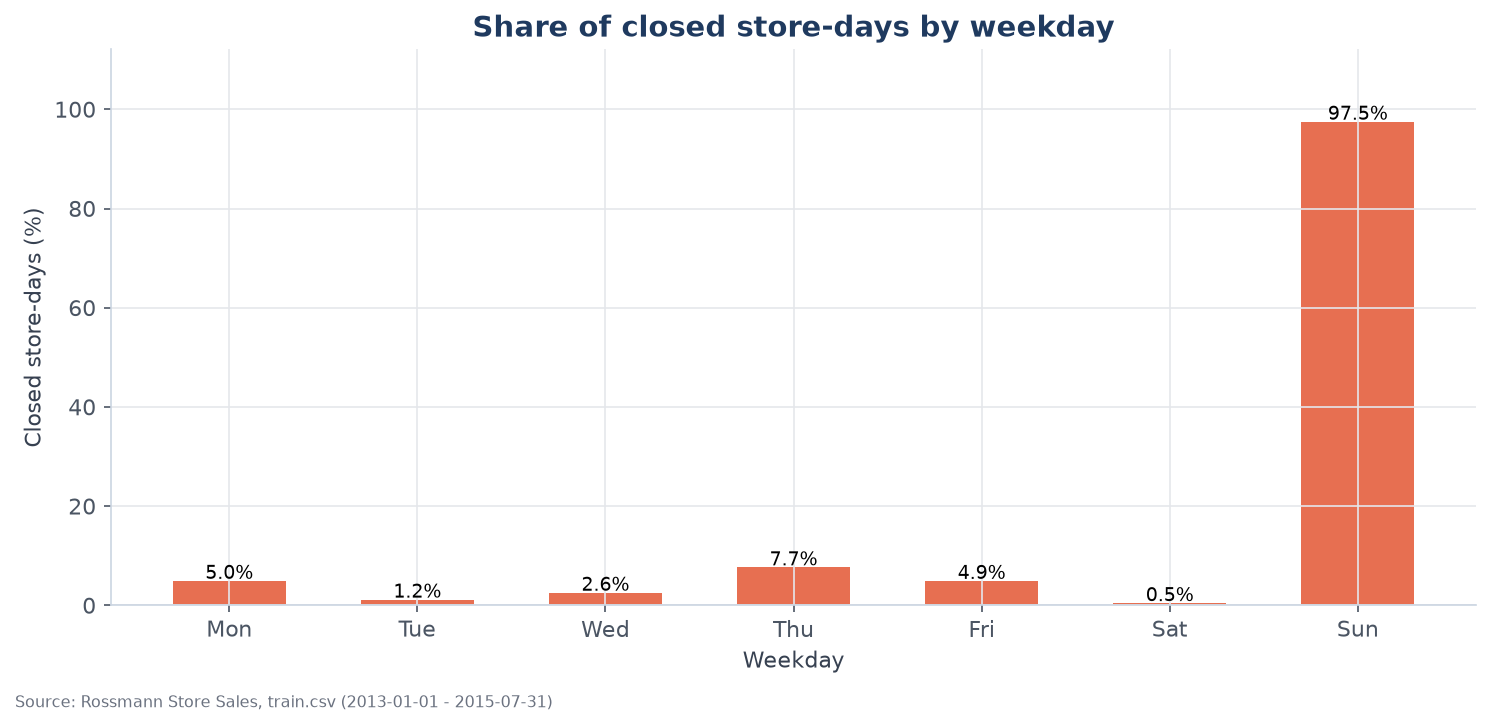 Share of closed store-days by weekday
Closed store-days (%)
100
80
60
40
20
0
5.0%
1.2%
2.6%
7.7%
4.9%
0.5%
97.5%
Mon
Tue
Wed
Thu
Fri
Sat
Sun
Weekday
Source: Rossmann Store Sales, train.csv (2013-01-01 - 2015-07-31)